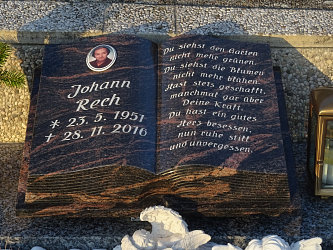 Johann
Rech
* 23. 5. 1951
† 28. 11. 2016
Du siehst den Garten
nicht mehr grünen,
Du siehst die Blumen
nicht mehr blühen.
Hast stets geschafft,
manchmal gar über
Deine Kraft.
Du hast ein gutes
Herz besessen,
nun ruhe still
und unvergessen.